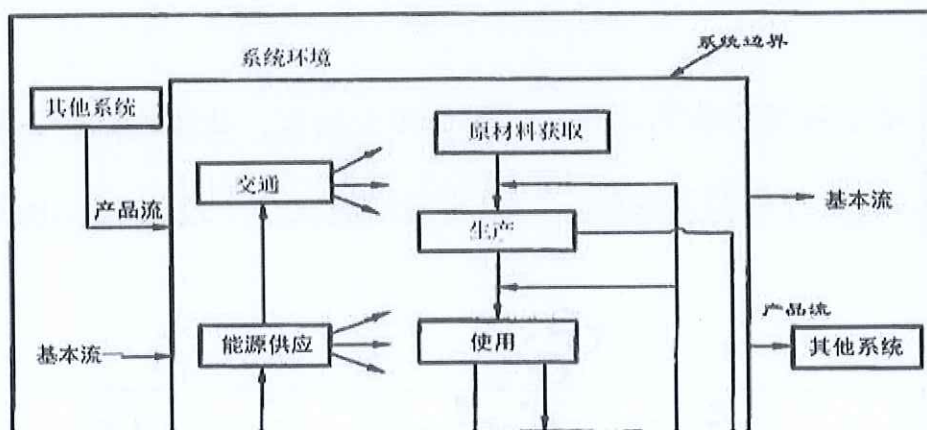 系统环境
系统边界
其他系统
原材料获取
交通
产品流
基本流
生产
产品流
能源供应
使用
基本流
其他系统